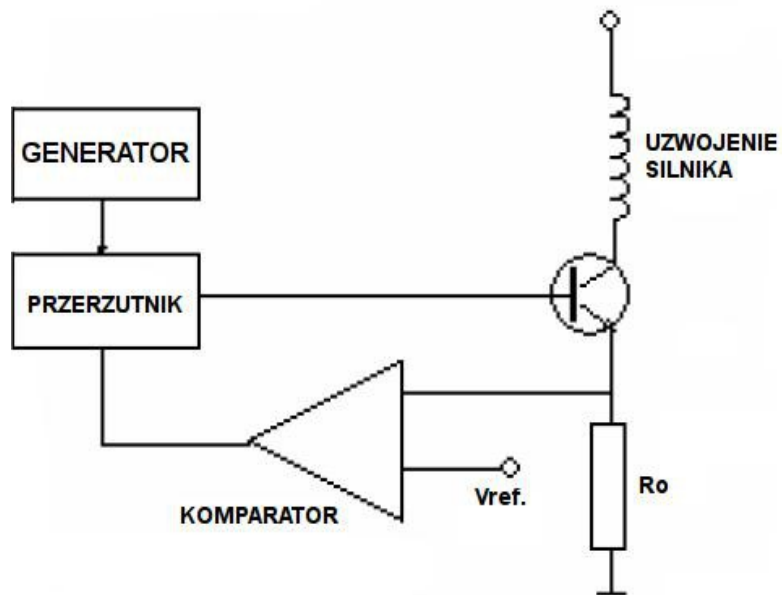 GENERATOR
UZWOJENIE
SILNIKA
PRZERZUTNIK
KOMPARATOR
Vref.
Ro